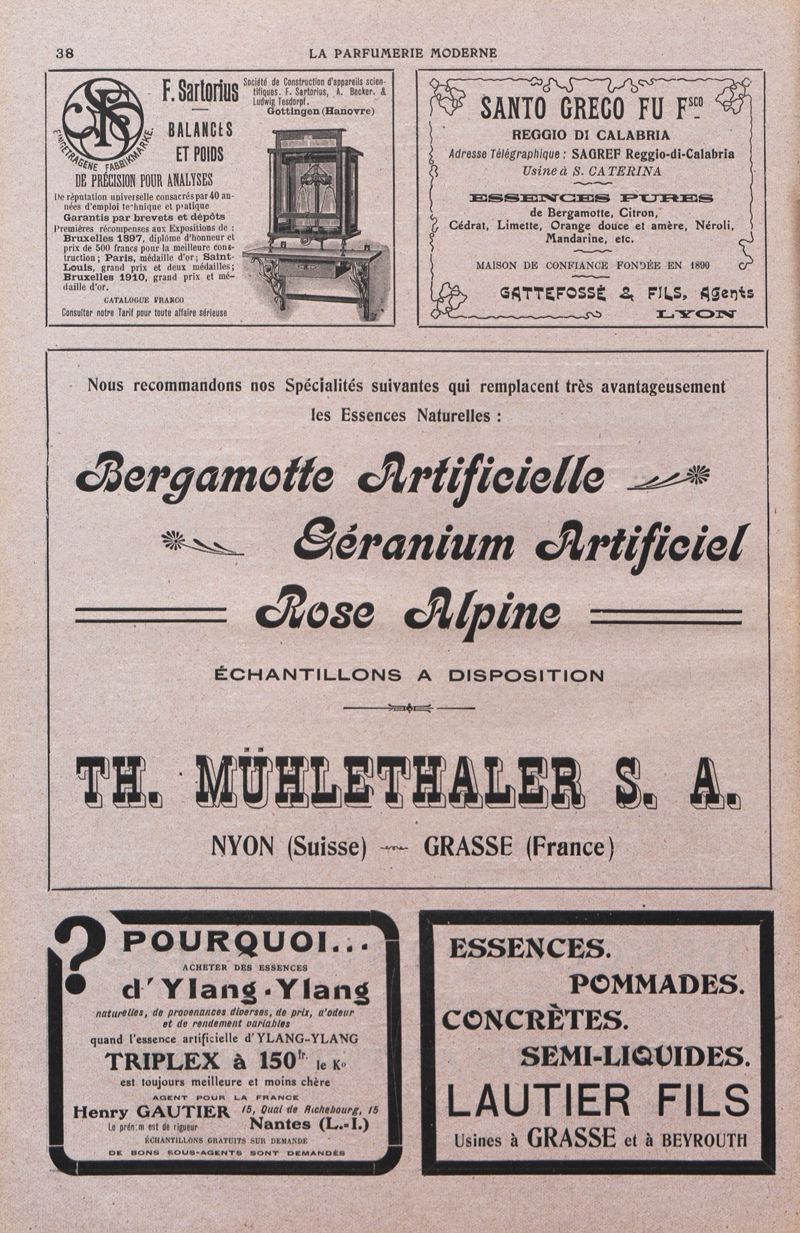 38
LA PARFUMERIE MODERNE
EINGETRAGENE FABRIKMARKE.
F. Sartorius
Société de Construction d'appareils scien-
tifiques. F. Sartorius, A. Becker. &
Ludwig Tesdorpf.
Gottingen (Hanovre)
BALANCES
ET POIDS
DE PRÉCISION POUR ANALYSES
De réputation universelle consacrés par 40 an-
nées d'emploi technique et pratique
Garantis par brevets et dépôts
Premières récompenses aux Expositions de :
Bruxelles 1897, diplôme d'honneur et
prix de 500 francs pour la meilleure cons-
truction; Paris, médaille d'or; Saint-
Louis, grand prix et deux médailles;
Bruxelles 1910, grand prix et mé-
daille d'or.
CATALOGUE FRANCO
Consulter notre Tarif pour toute affaire sérieuse
SANTO GRECO FU Fsco
REGGIO DI CALABRIA
Adresse Télégraphique : SAGREF Reggio-di-Calabria
Usine à S. CATERINA
ESSENCES PURES
de Bergamotte, Citron,
Cédrat, Limette, Orange douce et amère, Néroli,
Mandarine, etc.
MAISON DE CONFIANCE FONDÉE EN 1890
GATTEFOSSÉ & FILS, Agents
LYON
Nous recommandons nos Spécialités suivantes qui remplacent très avantageusement
les Essences Naturelles :
Bergamotte Artificielle
Géranium Artificiel
Rose Alpine
ÉCHANTILLONS A DISPOSITION
TH. MÜHLETHALER S. A.
NYON (Suisse) GRASSE (France)
? POURQUOI...
ACHETER DES ESSENCES
d'Ylang-Ylang
naturelles, de provenances diverses, de prix, d'odeur
et de rendement variables
quand l'essence artificielle d'YLANG-YLANG
TRIPLEX à 150fr. le Ko
est toujours meilleure et moins chère
AGENT POUR LA FRANCE
Henry GAUTIER 15, Quai de Richebourg, 15
Le prénom est de rigueur Nantes (L.-I.)
ÉCHANTILLONS GRATUITS SUR DEMANDE
DE BONS SOUS-AGENTS SONT DEMANDÉS
ESSENCES.
POMMADES.
CONCRÈTES.
SEMI-LIQUIDES.
LAUTIER FILS
Usines à GRASSE et à BEYROUTH